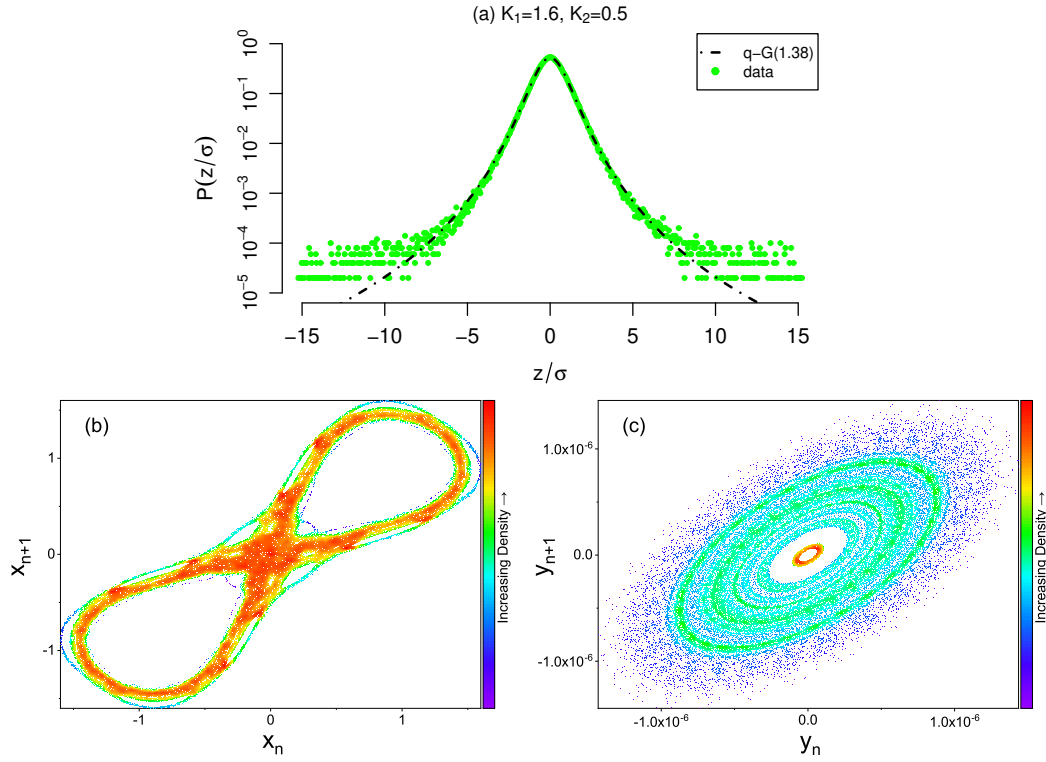 (a) K₁=1.6, K₂=0.5
q−G(1.38)
data
P(z/σ)
10⁰
10⁻¹
10⁻²
10⁻³
10⁻⁴
10⁻⁵
−15 −10 −5 0 5 10 15
z/σ
(b)
xₙ₊₁
1
0
-1
-1 0 1
xₙ
Increasing Density →
(c)
yₙ₊₁
1.0x10⁻⁶
0.0
-1.0x10⁻⁶
-1.0x10⁻⁶ 0.0 1.0x10⁻⁶
yₙ
Increasing Density →